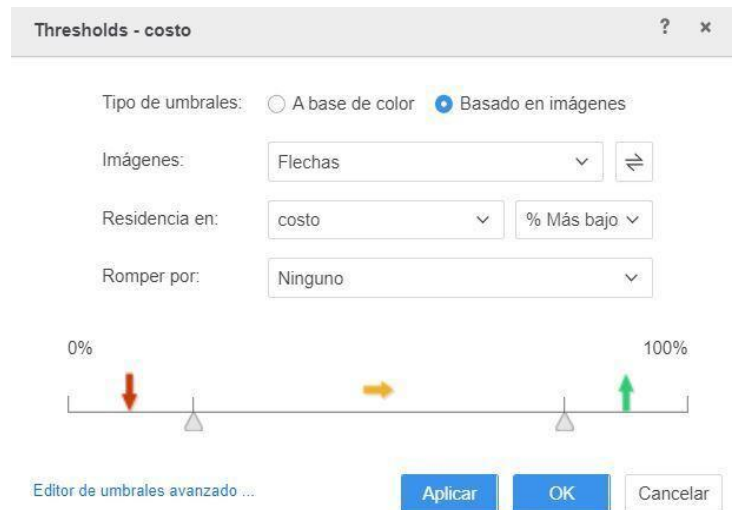 Thresholds - costo ? ×
Tipo de umbrales: A base de color Basado en imágenes
Imágenes: Flechas
Residencia en: costo % Más bajo
Romper por: Ninguno
0% 100%
Editor de umbrales avanzado ... Aplicar OK Cancelar